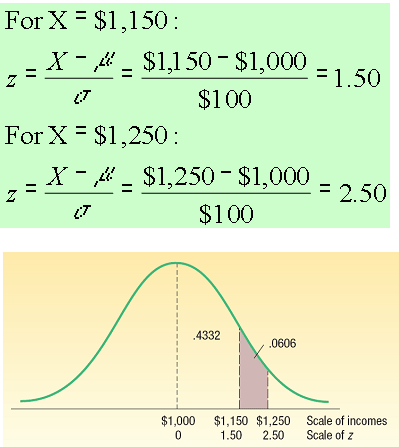 For X = $1,150 :
z = X - μ / σ = $1,150 - $1,000 / $100 = 1.50
For X = $1,250 :
z = X - μ / σ = $1,250 - $1,000 / $100 = 2.50
.4332
.0606
$1,000 $1,150 $1,250 Scale of incomes
0 1.50 2.50 Scale of z